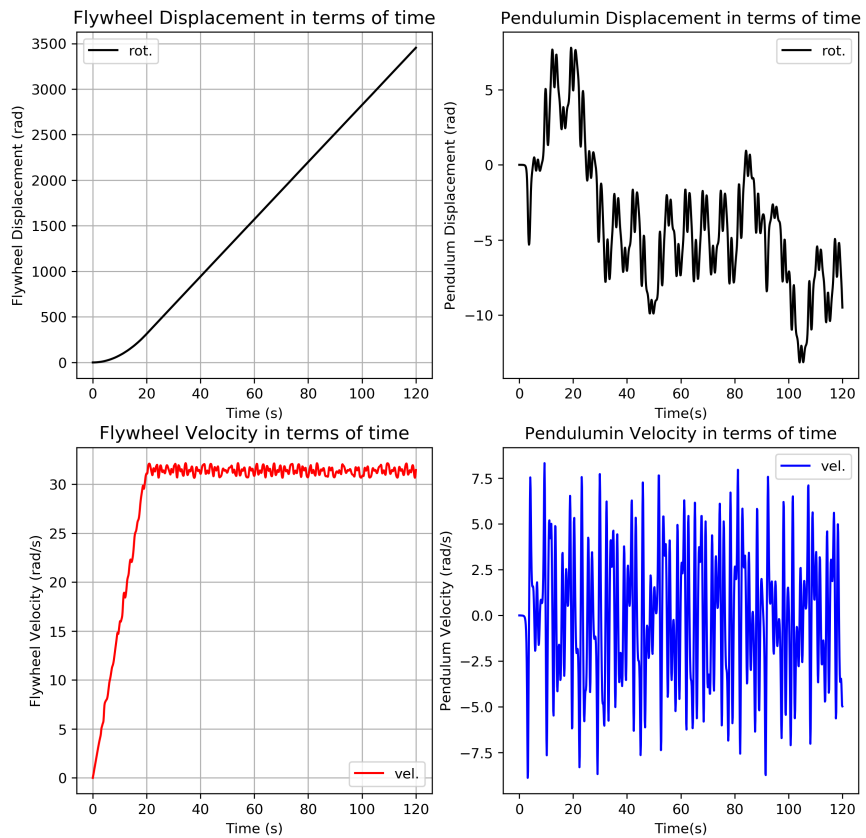 Flywheel Displacement in terms of time
rot.
Flywheel Displacement (rad)
3500
3000
2500
2000
1500
1000
500
0
0 20 40 60 80 100 120
Time (s)
Pendulumin Displacement in terms of time
rot.
Pendulum Displacement (rad)
5
0
−5
−10
0 20 40 60 80 100 120
Time(s)
Flywheel Velocity in terms of time
Flywheel Velocity (rad/s)
30
25
20
15
10
5
0
vel.
0 20 40 60 80 100 120
Time (s)
Pendulumin Velocity in terms of time
vel.
Pendulum Velocity (rad/s)
7.5
5.0
2.5
0.0
−2.5
−5.0
−7.5
0 20 40 60 80 100 120
Time(s)